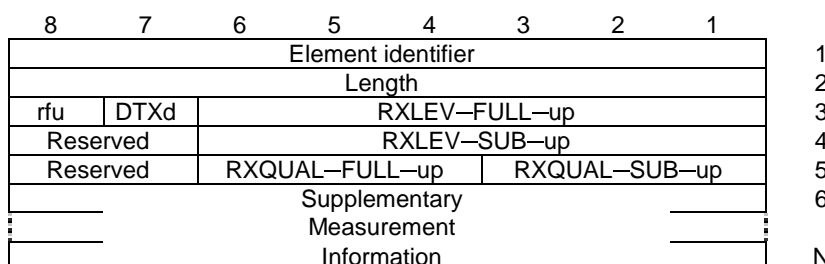 8 7 6 5 4 3 2 1
Element identifier 1
Length 2
rfu DTXd RXLEV—FULL—up 3
Reserved RXLEV—SUB—up 4
Reserved RXQUAL—FULL—up RXQUAL—SUB—up 5
Supplementary 6
Measurement
Information N